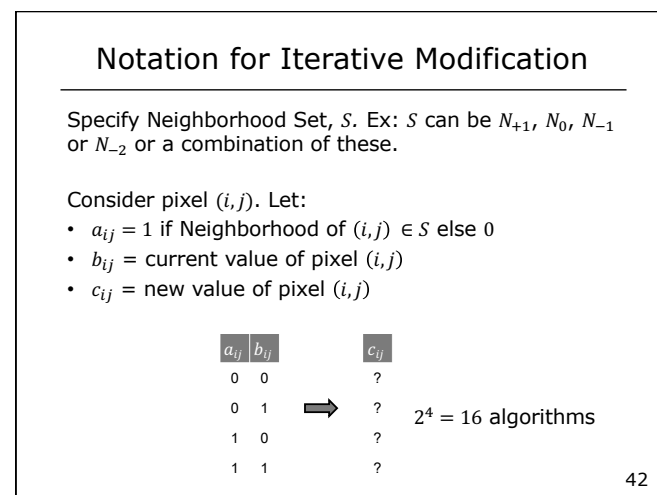 Notation for Iterative Modification
Specify Neighborhood Set, S. Ex: S can be N₊₁, N₀, N₋₁
or N₋₂ or a combination of these.
Consider pixel (i, j). Let:
• aᵢⱼ = 1 if Neighborhood of (i, j) ∈ S else 0
• bᵢⱼ = current value of pixel (i, j)
• cᵢⱼ = new value of pixel (i, j)
aᵢⱼ bᵢⱼ cᵢⱼ
0 0 ?
0 1 ?
2⁴ = 16 algorithms
1 0 ?
1 1 ?
42